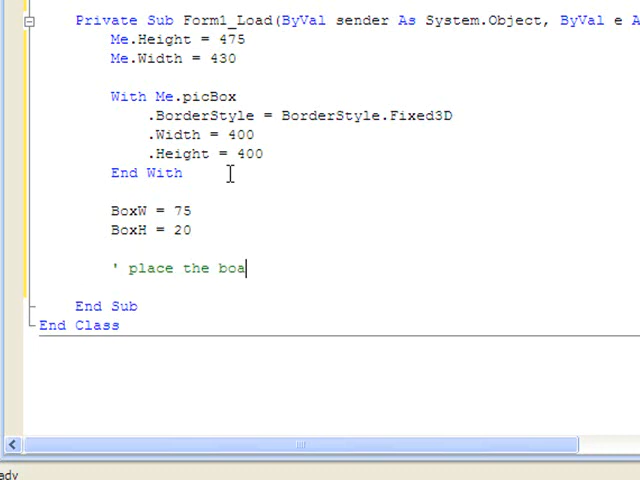 Private Sub Form1_Load(ByVal sender As System.Object, ByVal e A
Me.Height = 475
Me.Width = 430
With Me.picBox
.BorderStyle = BorderStyle.Fixed3D
.Width = 400
.Height = 400
End With
BoxW = 75
BoxH = 20
' place the boa
End Sub
End Class
ady